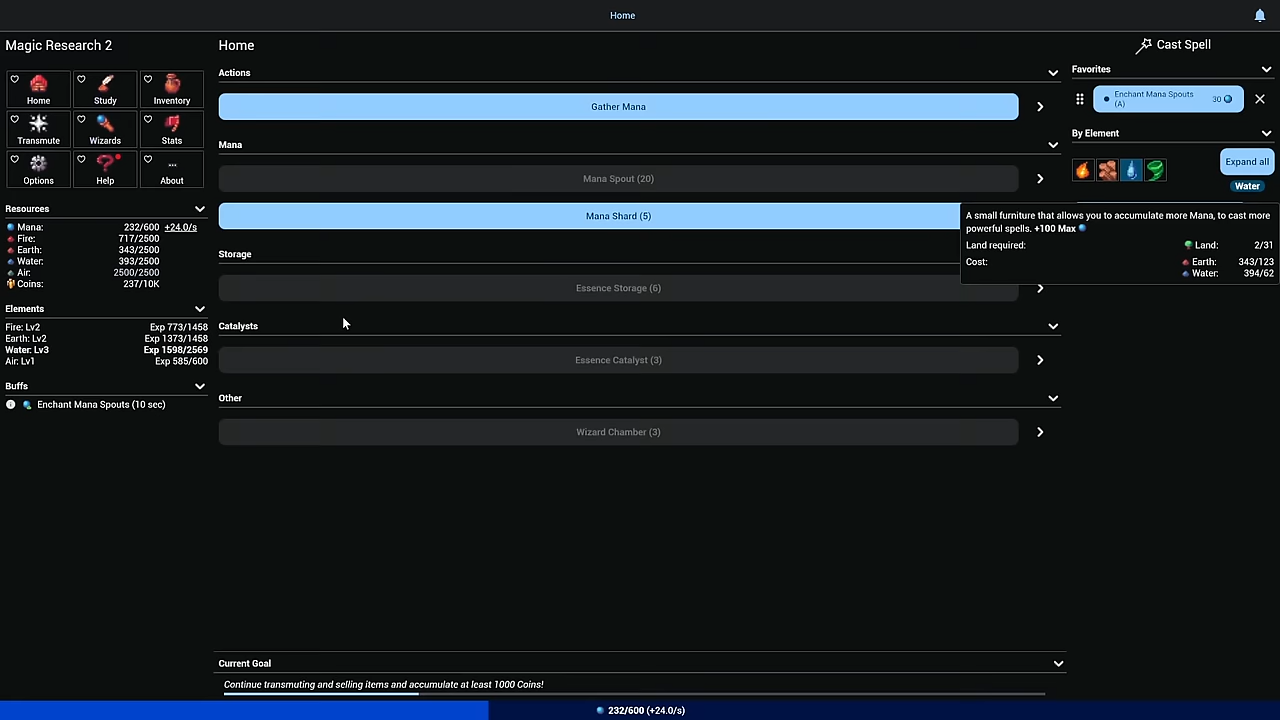 Home
Magic Research 2
Home
Study
Inventory
Transmute
Wizards
Stats
Options
Help
About
Resources
Mana: 232/600 +24.0/s
Fire: 717/2500
Earth: 343/2500
Water: 393/2500
Air: 2500/2500
Coins: 237/10K
Elements
Fire: Lv2 Exp 773/1458
Earth: Lv2 Exp 1373/1458
Water: Lv3 Exp 1598/2569
Air: Lv1 Exp 585/600
Buffs
Enchant Mana Spouts (10 sec)
Home
Actions
Gather Mana
Mana
Mana Spout (20)
Mana Shard (5)
Storage
Essence Storage (6)
Catalysts
Essence Catalyst (3)
Other
Wizard Chamber (3)
Current Goal
Continue transmuting and selling items and accumulate at least 1000 Coins!
Cast Spell
Favorites
Enchant Mana Spouts
(A)
30
By Element
Expand all
Water
A small furniture that allows you to accumulate more Mana, to cast more
powerful spells. +100 Max
Land required: Land: 2/31
Cost: Earth: 343/123
Water: 394/62
232/600 (+24.0/s)